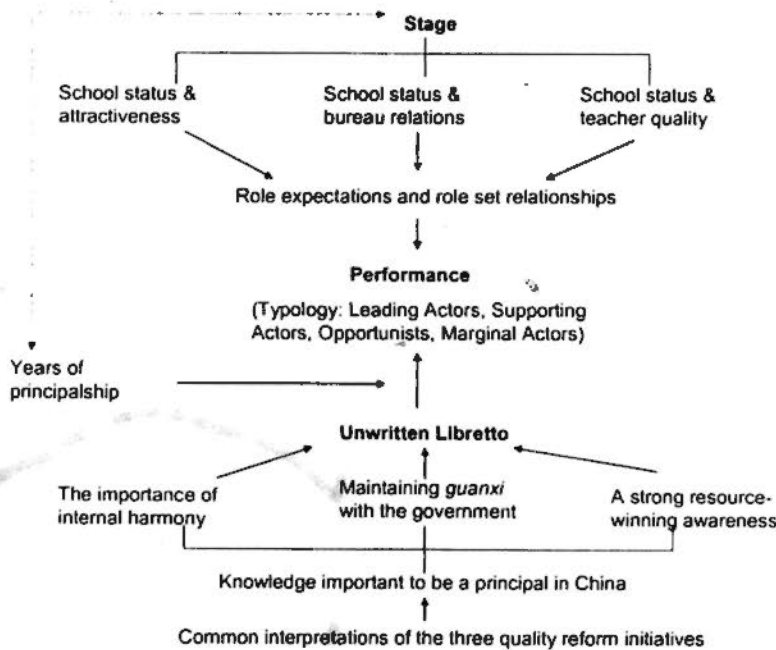 Stage
School status &
attractiveness
School status &
bureau relations
School status &
teacher quality
Role expectations and role set relationships
Performance
(Typology: Leading Actors, Supporting
Actors, Opportunists, Marginal Actors)
Years of
principalship
Unwritten Libretto
The importance of
internal harmony
Maintaining guanxi
with the government
A strong resource-
winning awareness
Knowledge important to be a principal in China
Common interpretations of the three quality reform initiatives